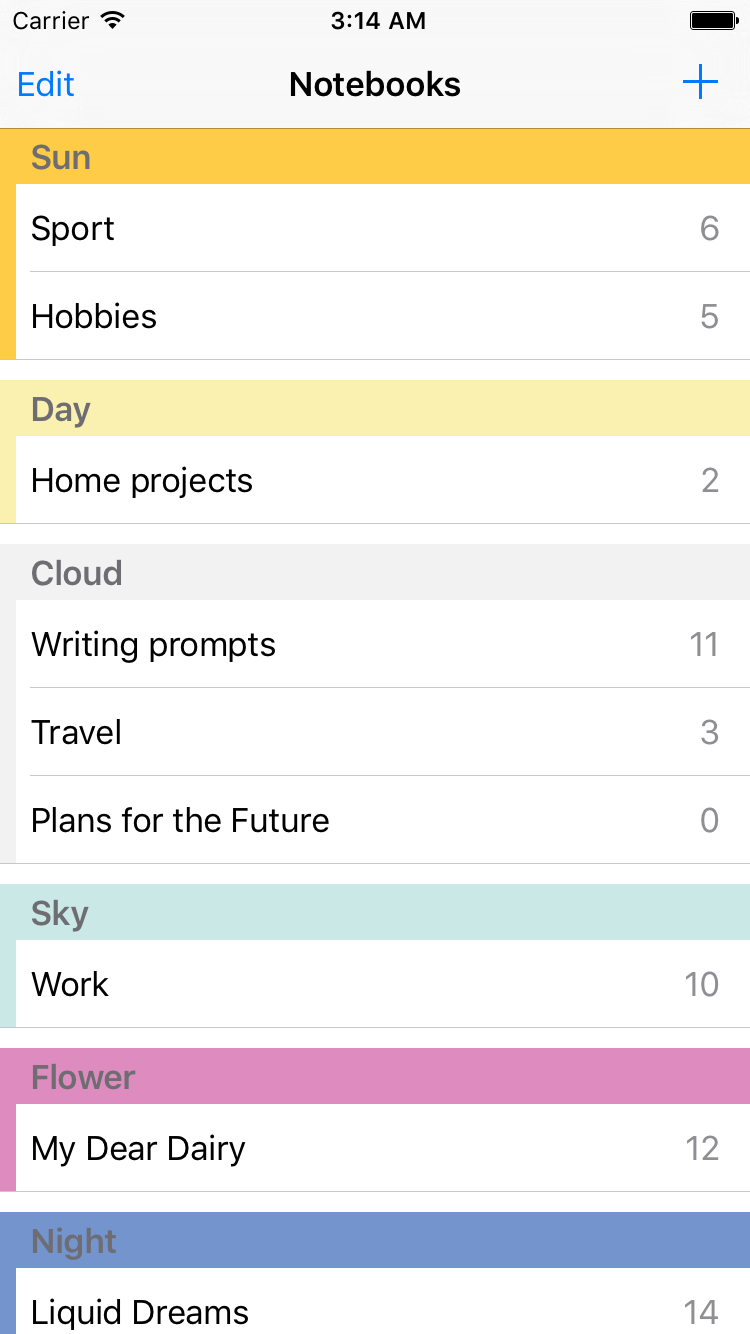 Carrier 3:14 AM
Edit Notebooks +
Sun
Sport 6
Hobbies 5
Day
Home projects 2
Cloud
Writing prompts 11
Travel 3
Plans for the Future 0
Sky
Work 10
Flower
My Dear Dairy 12
Night
Liquid Dreams 14